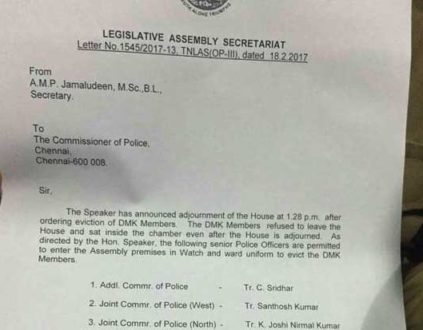 LEGISLATIVE ASSEMBLY SECRETARIAT
Letter No.1545/2017-13, TNLAS(OP-III), dated 18.2.2017
From
A.M.P. Jamaludeen, M.Sc.,B.L.,
Secretary.
To
The Commissioner of Police,
Chennai,
Chennai-600 008.
Sir,
The Speaker has announced adjournment of the House at 1.28 p.m. after
ordering eviction of DMK Members. The DMK Members refused to leave the
House and sat inside the chamber even after the House is adjourned. As
directed by the Hon. Speaker, the following senior Police Officers are permitted
to enter the Assembly premises in Watch and ward uniform to evict the DMK
Members.
1. Addl. Commr. of Police - Tr. C. Sridhar
2. Joint Commr. of Police (West) - Tr. Santhosh Kumar
3. Joint Commr. of Police (North) - Tr. K. Joshi Nirmal Kumar